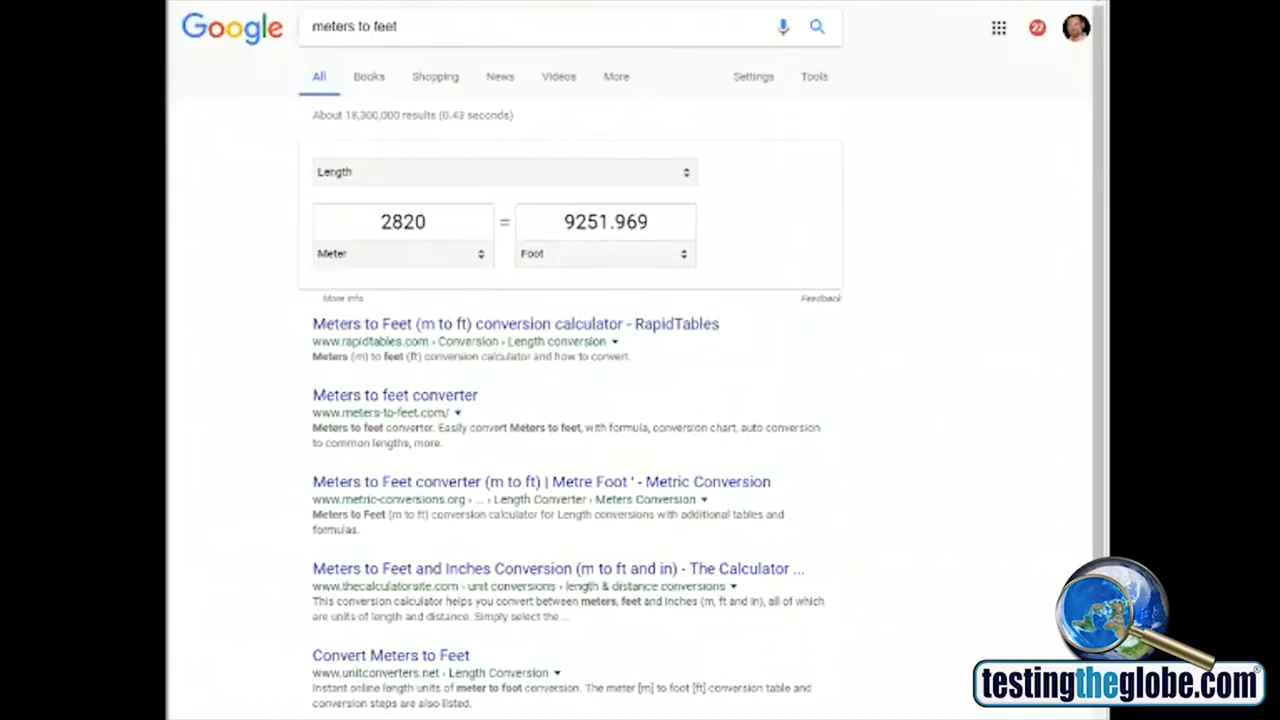 Google
meters to feet
27
All Books Shopping News Videos More Settings Tools
About 18,300,000 results (0.43 seconds)
Length
2820 = 9251.969
Meter Foot
More info Feedback
Meters to Feet (m to ft) conversion calculator - RapidTables
www.rapidtables.com › Conversion › Length conversion
Meters (m) to feet (ft) conversion calculator and how to convert.
Meters to feet converter
www.meters-to-feet.com/
Meters to feet converter. Easily convert Meters to feet, with formula, conversion chart, auto conversion
to common lengths, more.
Meters to Feet converter (m to ft) | Metre Foot ' - Metric Conversion
www.metric-conversions.org › ... › Length Converter › Meters Conversion
Meters to Feet (m to ft) conversion calculator for Length conversions with additional tables and
formulas.
Meters to Feet and Inches Conversion (m to ft and in) - The Calculator ...
www.thecalculatorsite.com › unit conversions › length & distance conversions
This conversion calculator helps you convert between meters, feet and inches (m, ft and in), all of which
are units of length and distance. Simply select the ...
Convert Meters to Feet
www.unitconverters.net › Length Conversion
Instant online length units of meter to foot conversion. The meter [m] to foot [ft] conversion table and
conversion steps are also listed.
testingtheglobe.com®